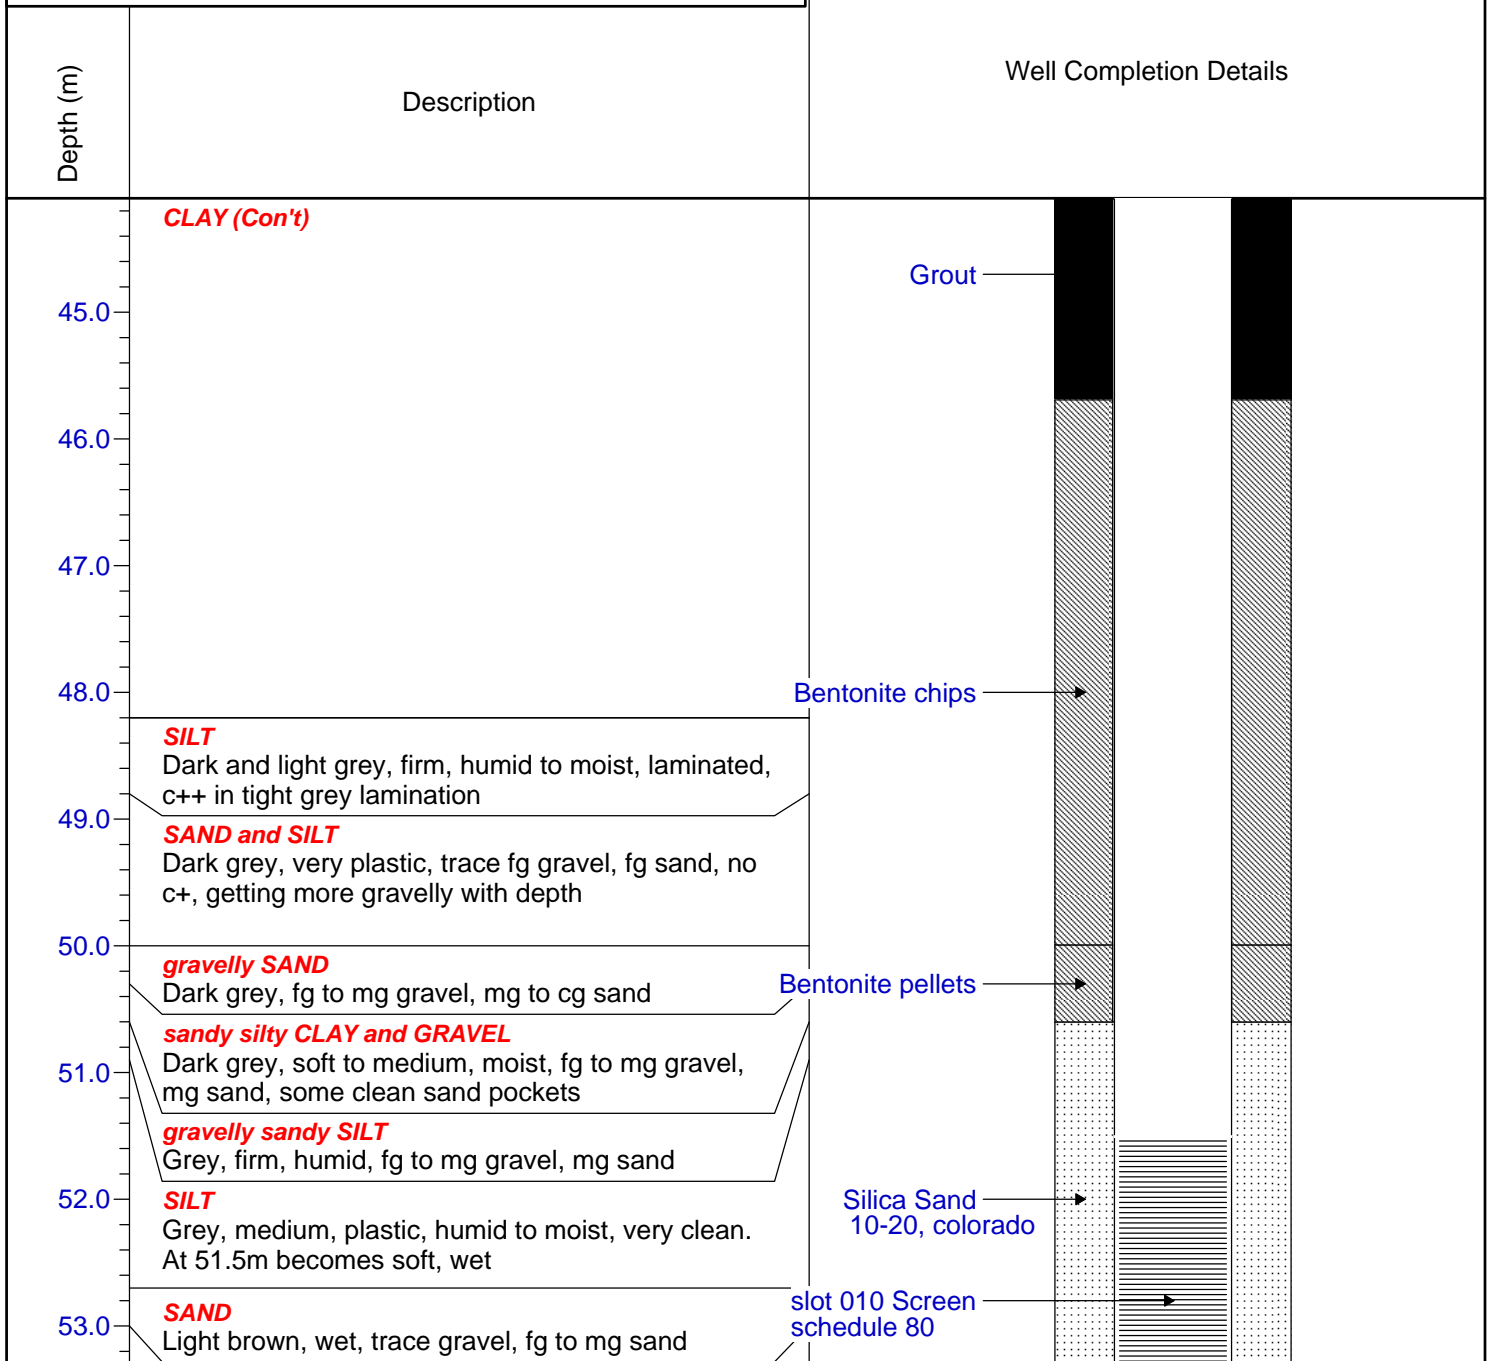 Depth (m)
Description
Well Completion Details
CLAY (Con't)
Grout
45.0
46.0
47.0
48.0
Bentonite chips
SILT
Dark and light grey, firm, humid to moist, laminated,
c++ in tight grey lamination
49.0
SAND and SILT
Dark grey, very plastic, trace fg gravel, fg sand, no
c+, getting more gravelly with depth
50.0
gravelly SAND
Dark grey, fg to mg gravel, mg to cg sand
Bentonite pellets
sandy silty CLAY and GRAVEL
Dark grey, soft to medium, moist, fg to mg gravel,
mg sand, some clean sand pockets
51.0
gravelly sandy SILT
Grey, firm, humid, fg to mg gravel, mg sand
52.0
SILT
Grey, medium, plastic, humid to moist, very clean.
At 51.5m becomes soft, wet
Silica Sand
10-20, colorado
slot 010 Screen
schedule 80
53.0
SAND
Light brown, wet, trace gravel, fg to mg sand